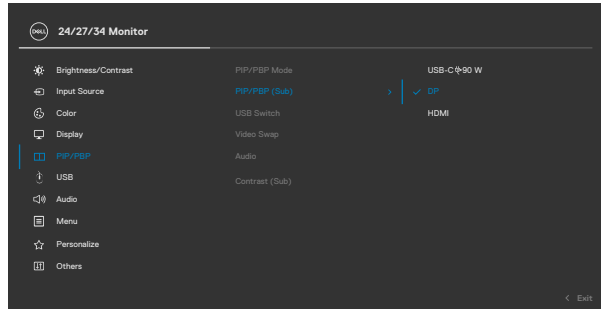 DELL 24/27/34 Monitor
Brightness/Contrast PIP/PBP Mode USB-C 90 W
Input Source PIP/PBP (Sub) > ✓ DP
Color USB Switch HDMI
Display Video Swap
PIP/PBP Audio
USB Contrast (Sub)
Audio
Menu
Personalize
Others
< Exit